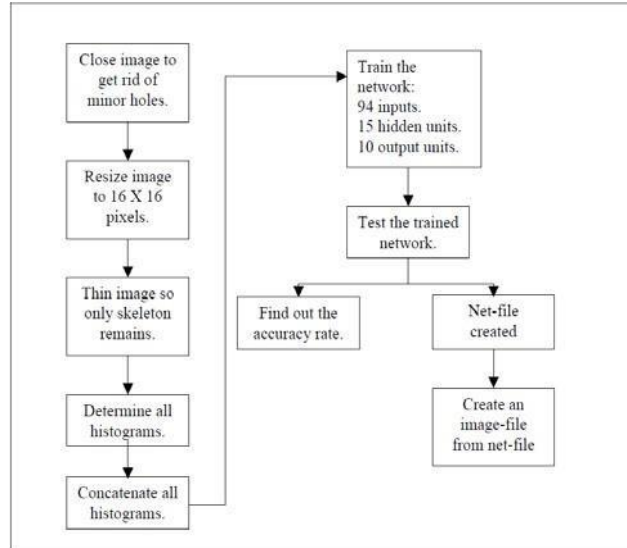 Close image to
get rid of
minor holes.
Resize image
to 16 X 16
pixels.
Thin image so
only skeleton
remains.
Determine all
histograms.
Concatenate all
histograms.
Train the
network:
94 inputs.
15 hidden units.
10 output units.
Test the trained
network.
Find out the
accuracy rate.
Net-file
created
Create an
image-file
from net-file